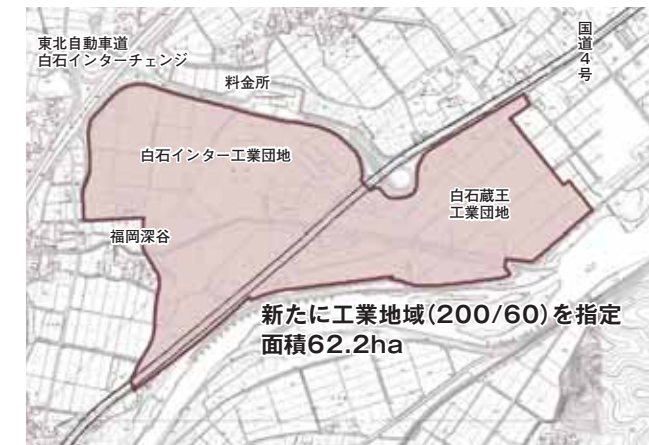 東北自動車道
白石インターチェンジ
料金所
国道4号
白石インター工業団地
白石蔵王
工業団地
福岡深谷
新たに工業地域(200/60)を指定
面積62.2ha